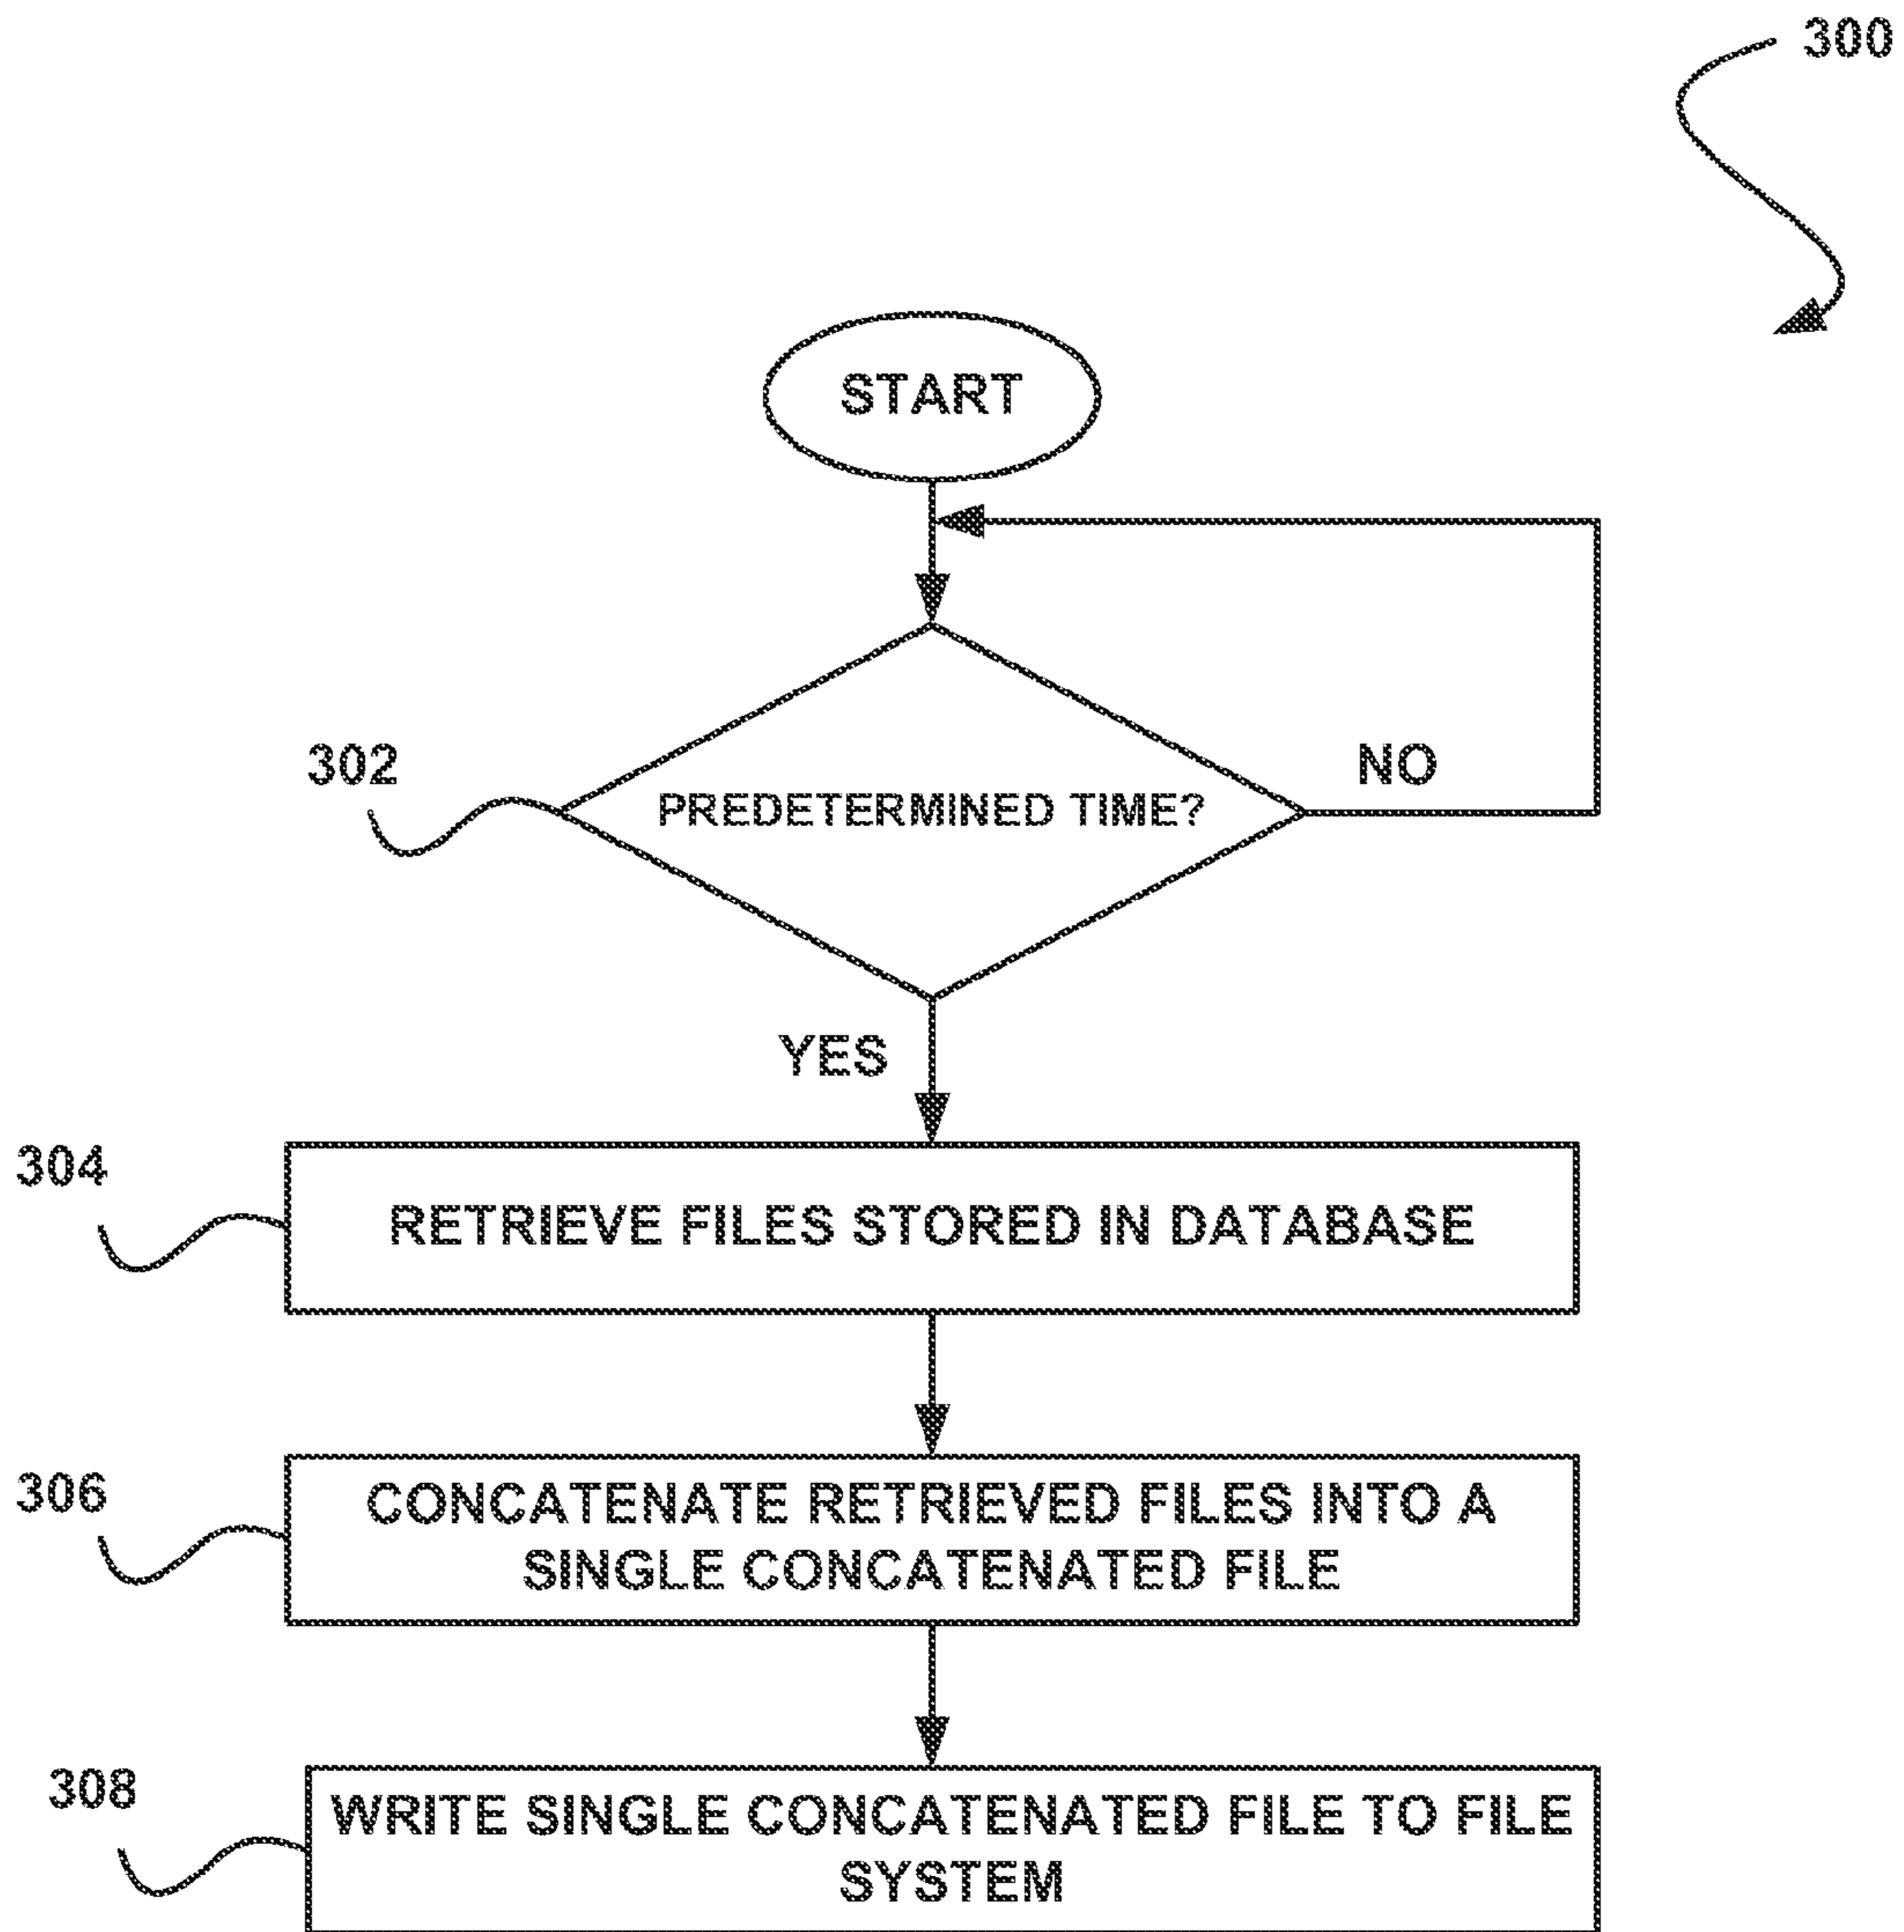 300
START
302
PREDETERMINED TIME?
NO
YES
304
RETRIEVE FILES STORED IN DATABASE
306
CONCATENATE RETRIEVED FILES INTO A
SINGLE CONCATENATED FILE
308
WRITE SINGLE CONCATENATED FILE TO FILE
SYSTEM